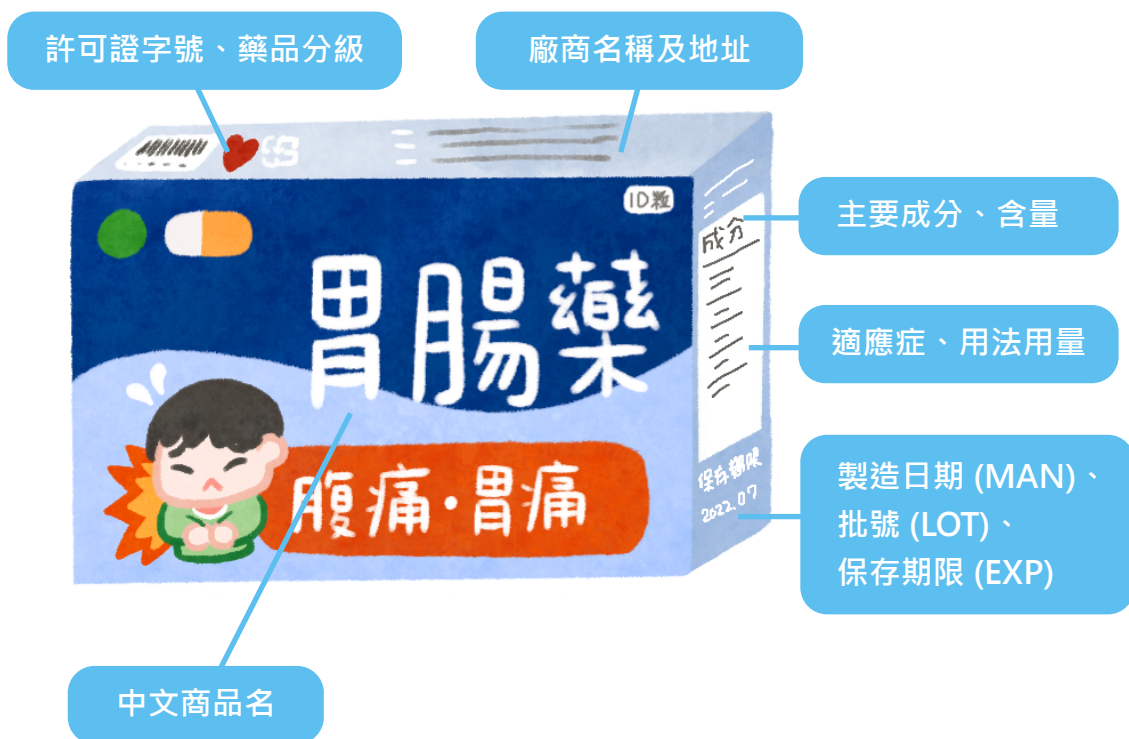 許可證字號、藥品分級
廠商名稱及地址
10粒
主要成分、含量
成分
胃腸藥
適應症、用法用量
腹痛·胃痛
保存期限
2022.07
製造日期 (MAN)、
批號 (LOT)、
保存期限 (EXP)
中文商品名